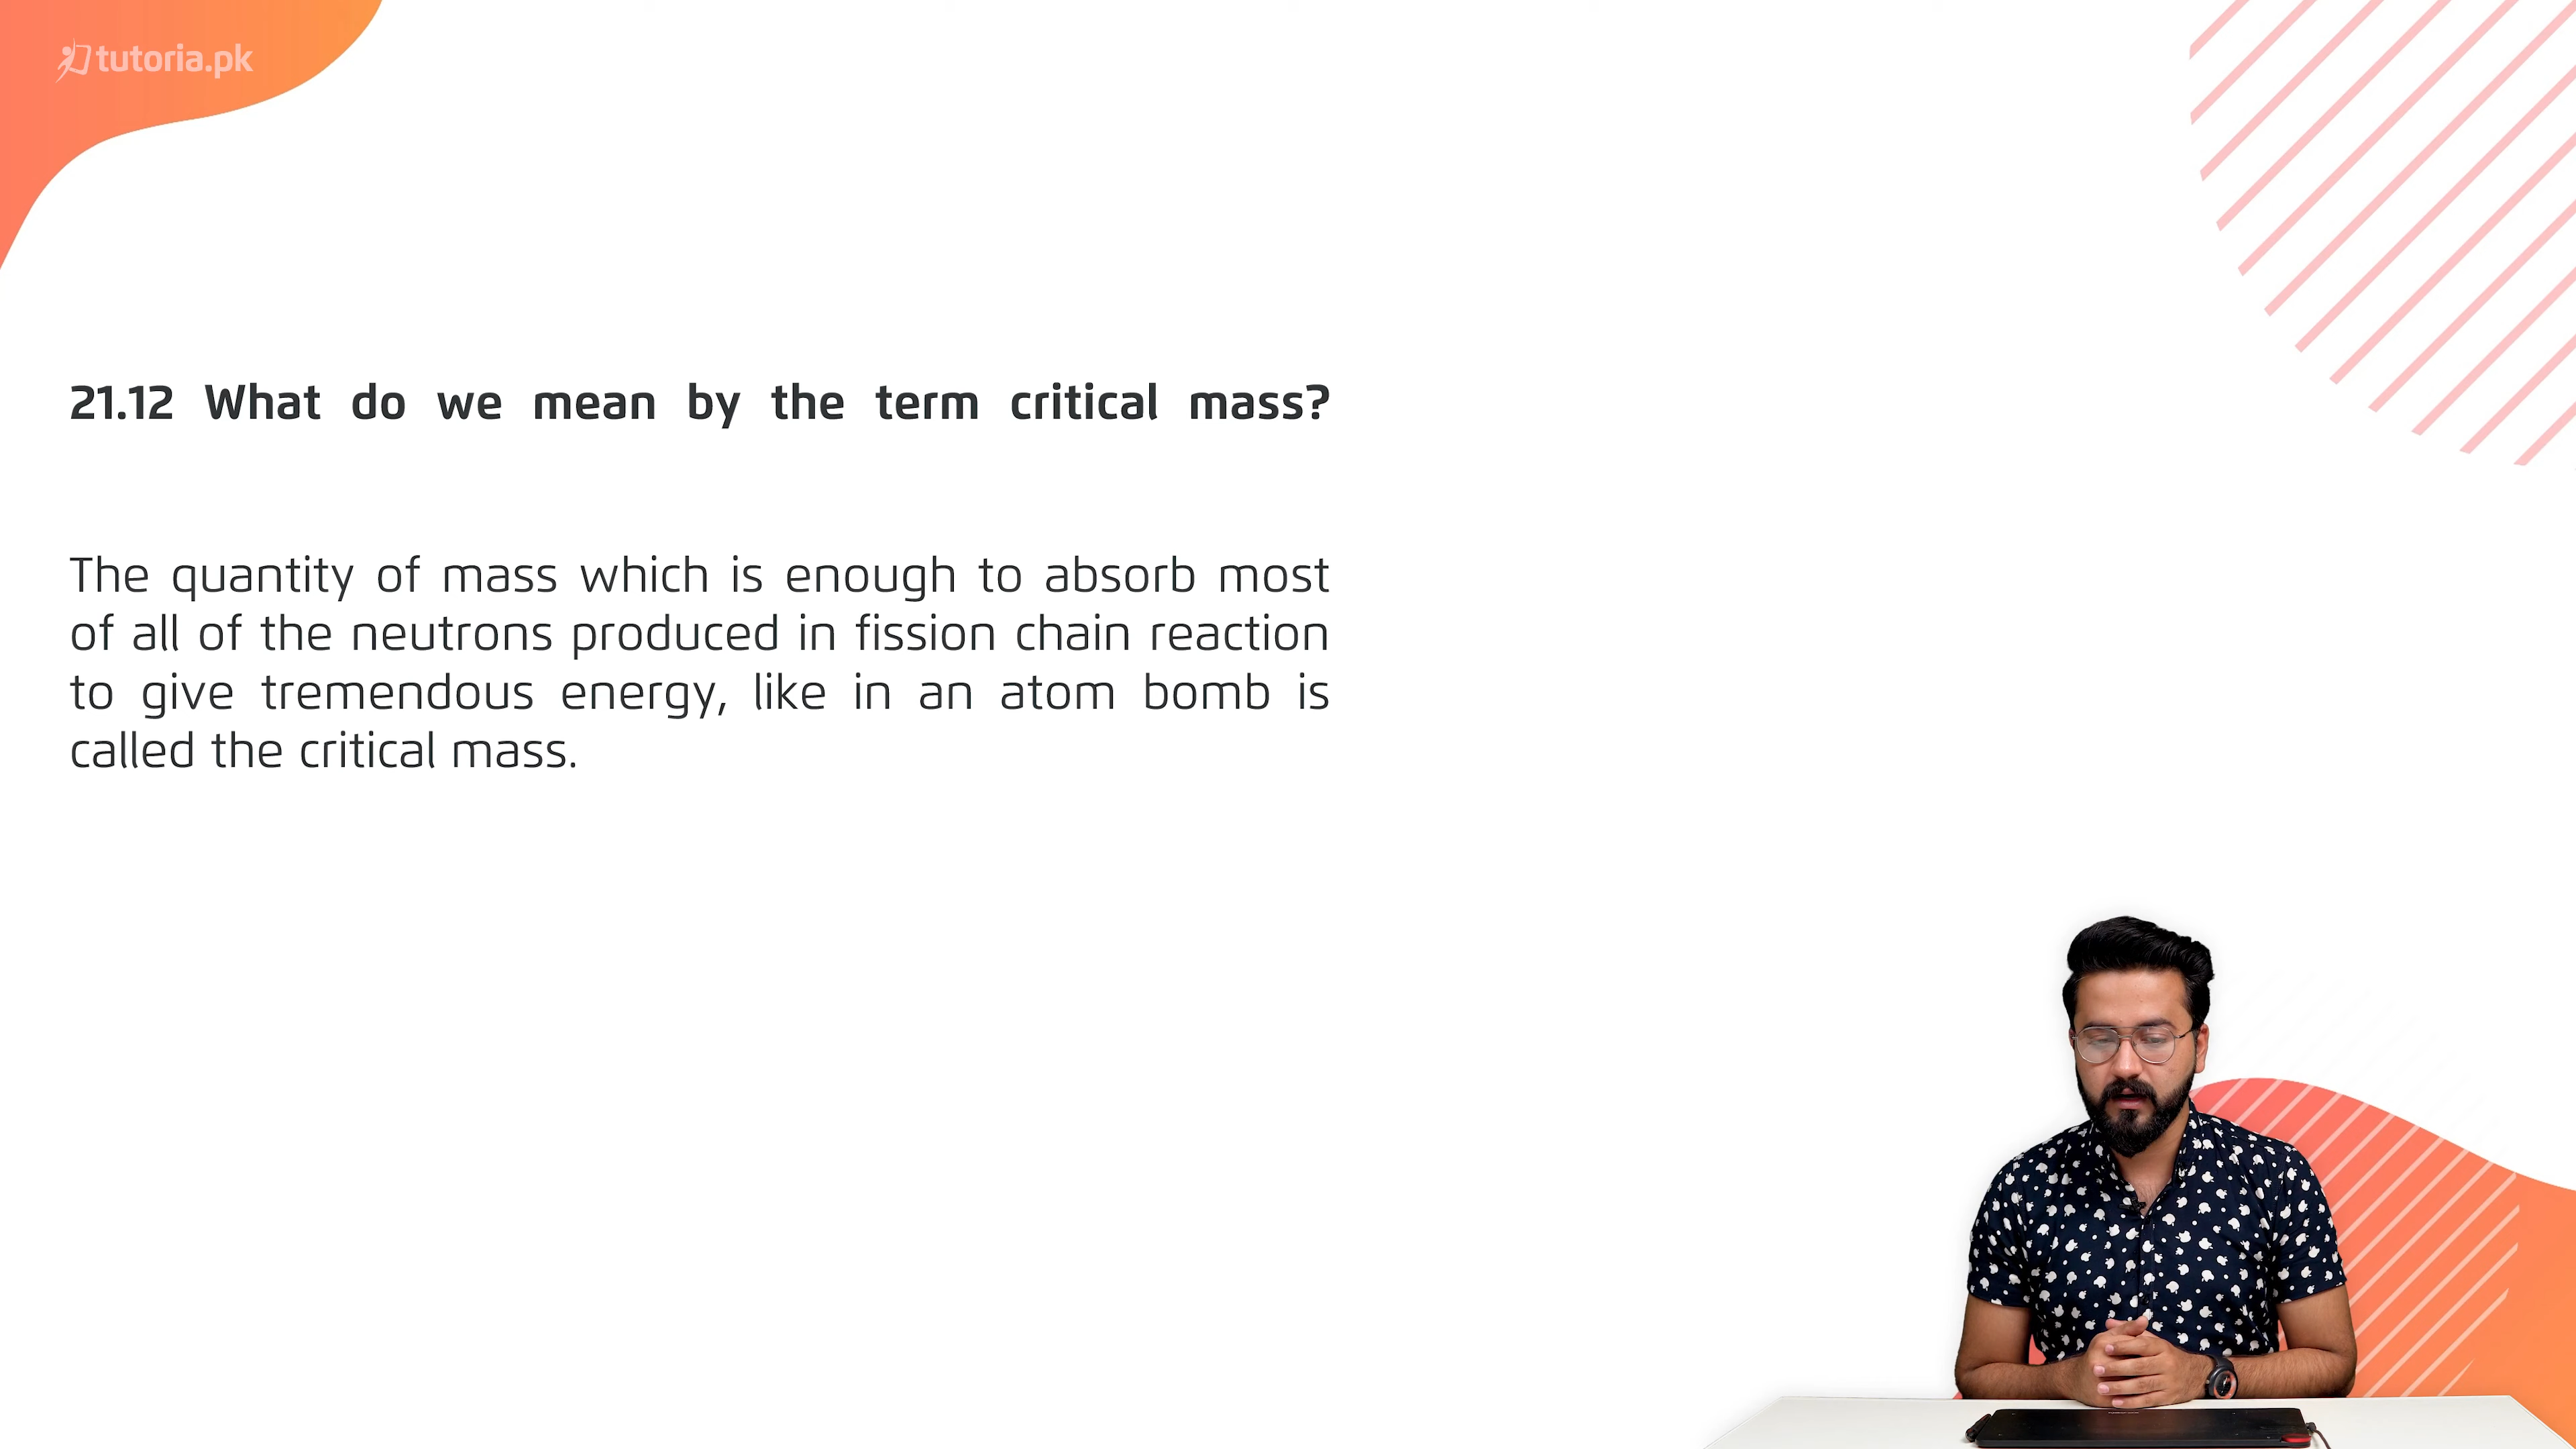 tutoria.pk
21.12 What do we mean by the term critical mass?
The quantity of mass which is enough to absorb most
of all of the neutrons produced in fission chain reaction
to give tremendous energy, like in an atom bomb is
called the critical mass.